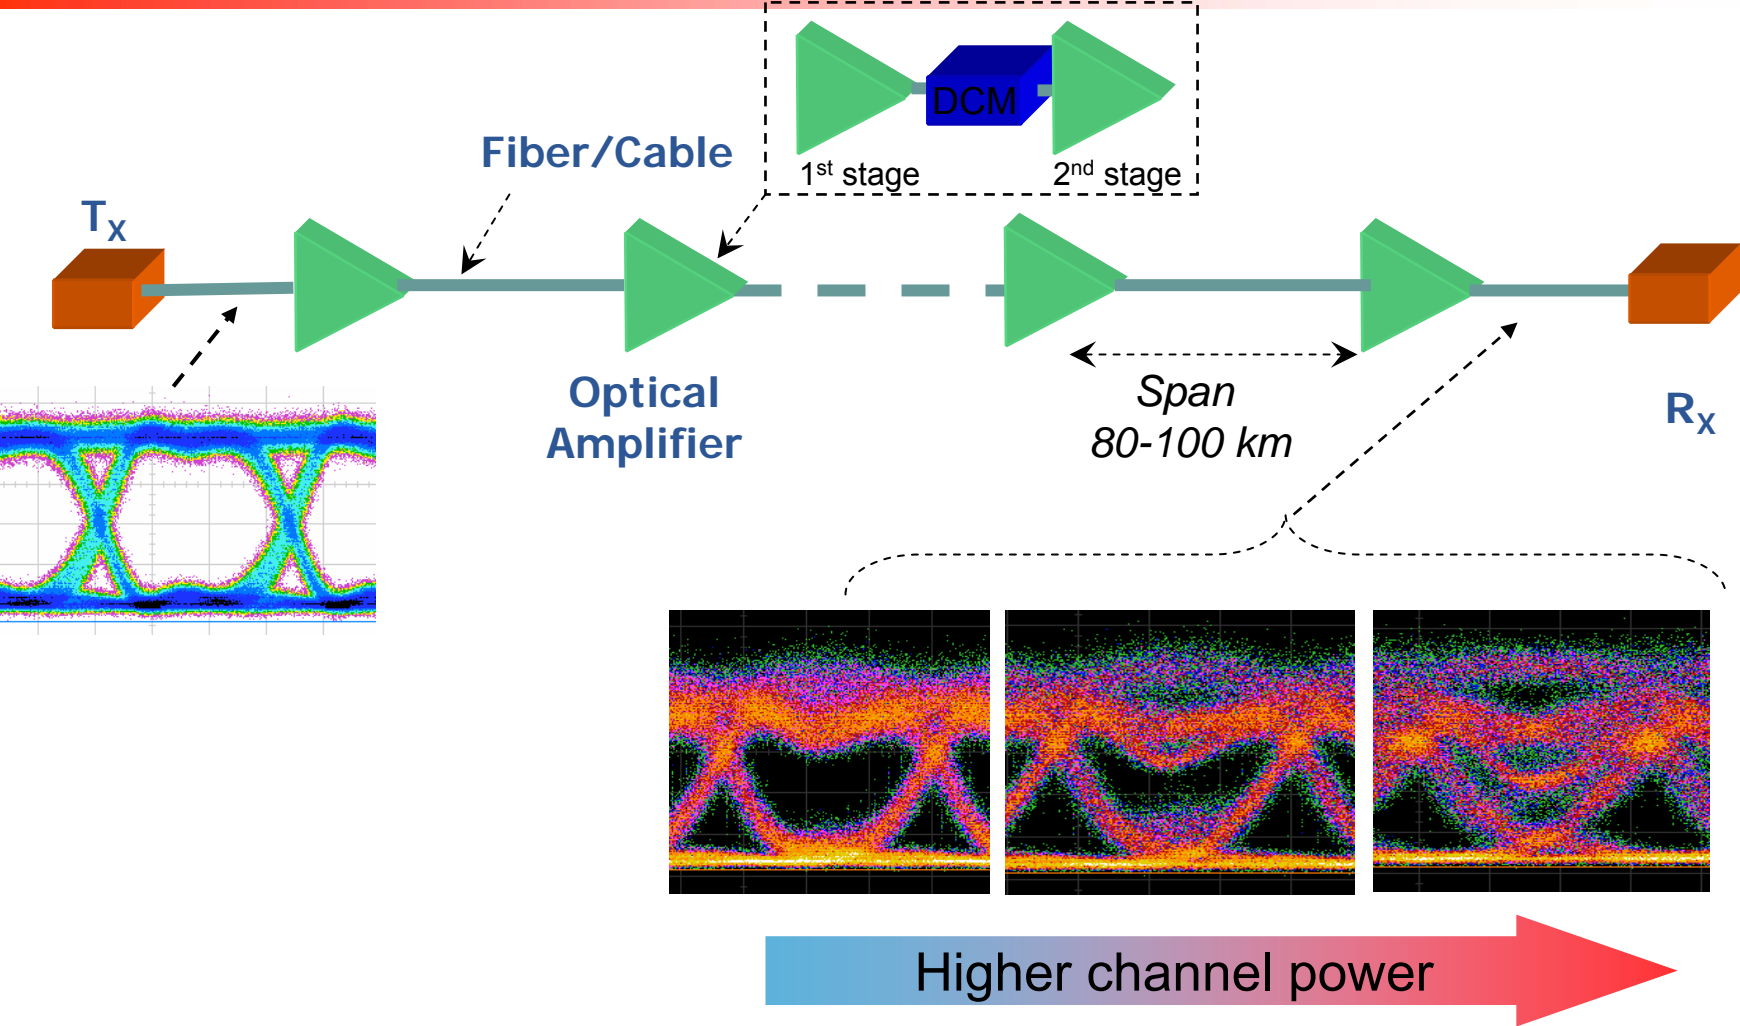 DCM
1st stage
2nd stage
Fiber/Cable
TX
Optical
Amplifier
Span
80-100 km
RX
Higher channel power